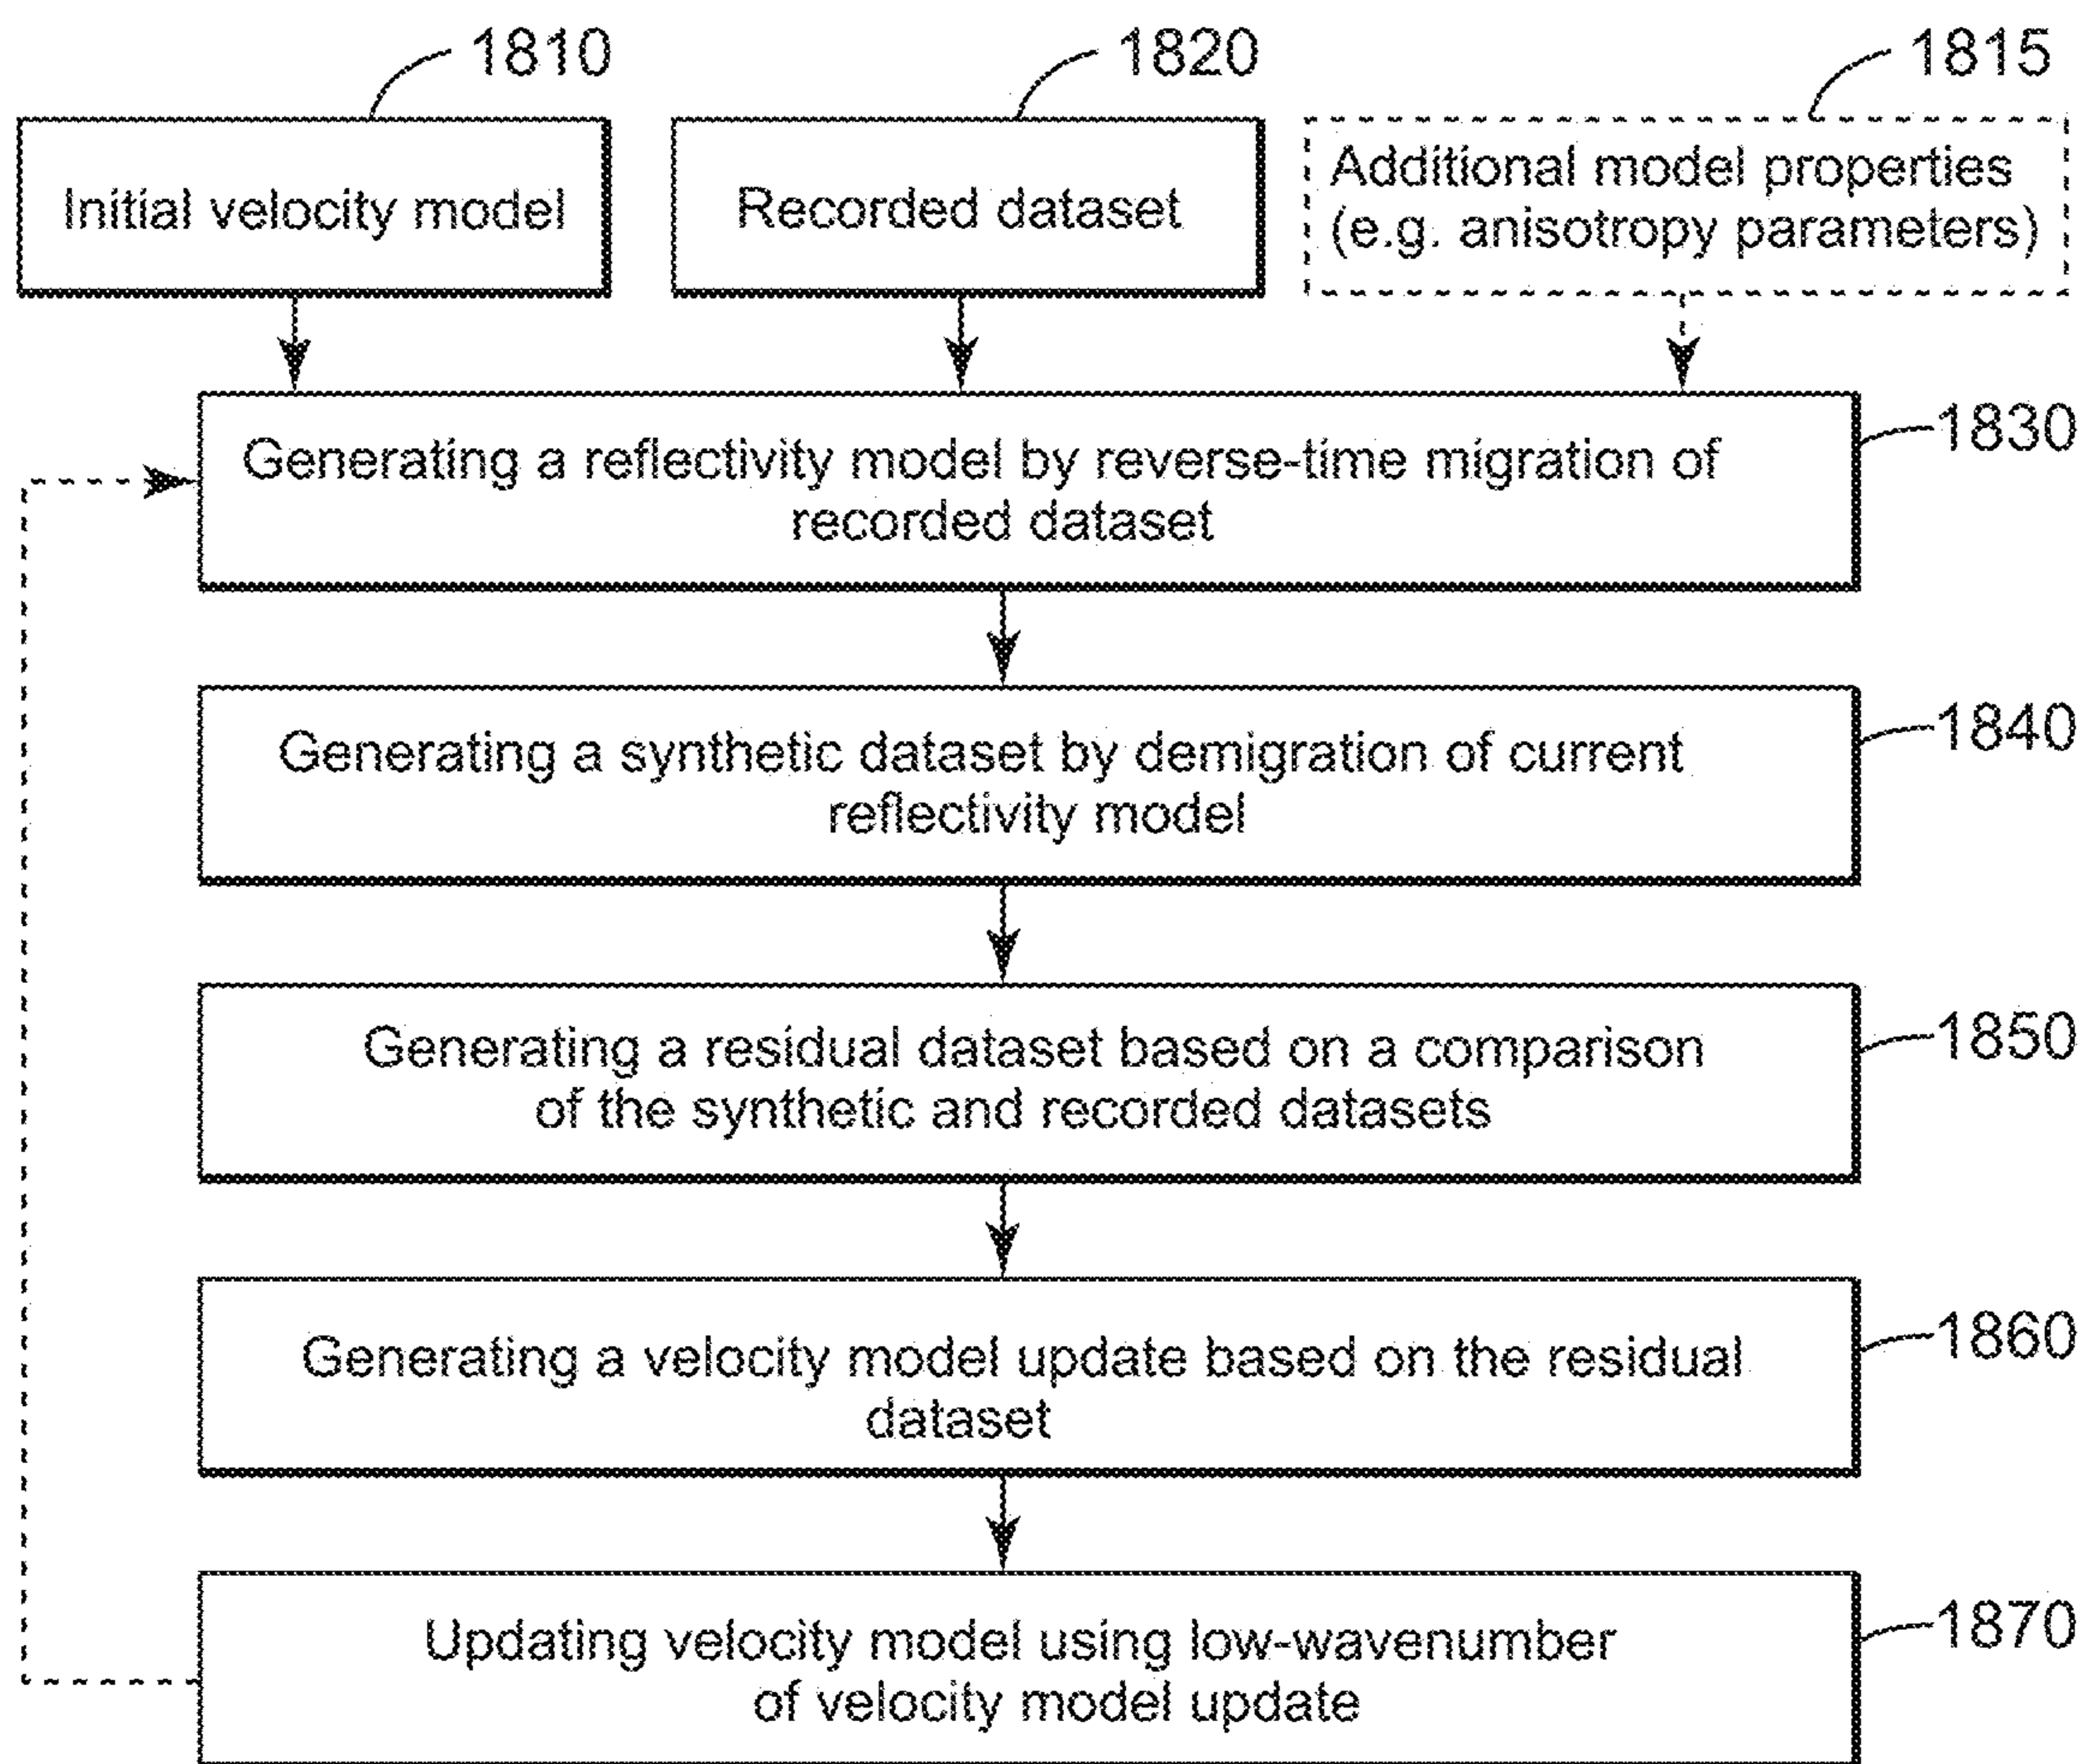 1810
1820
1815
Initial velocity model
Recorded dataset
Additional model properties
(e.g. anisotropy parameters)
Generating a reflectivity model by reverse-time migration of
recorded dataset
1830
Generating a synthetic dataset by demigration of current
reflectivity model
1840
Generating a residual dataset based on a comparison
of the synthetic and recorded datasets
1850
Generating a velocity model update based on the residual
dataset
1860
Updating velocity model using low-wavenumber
of velocity model update
1870